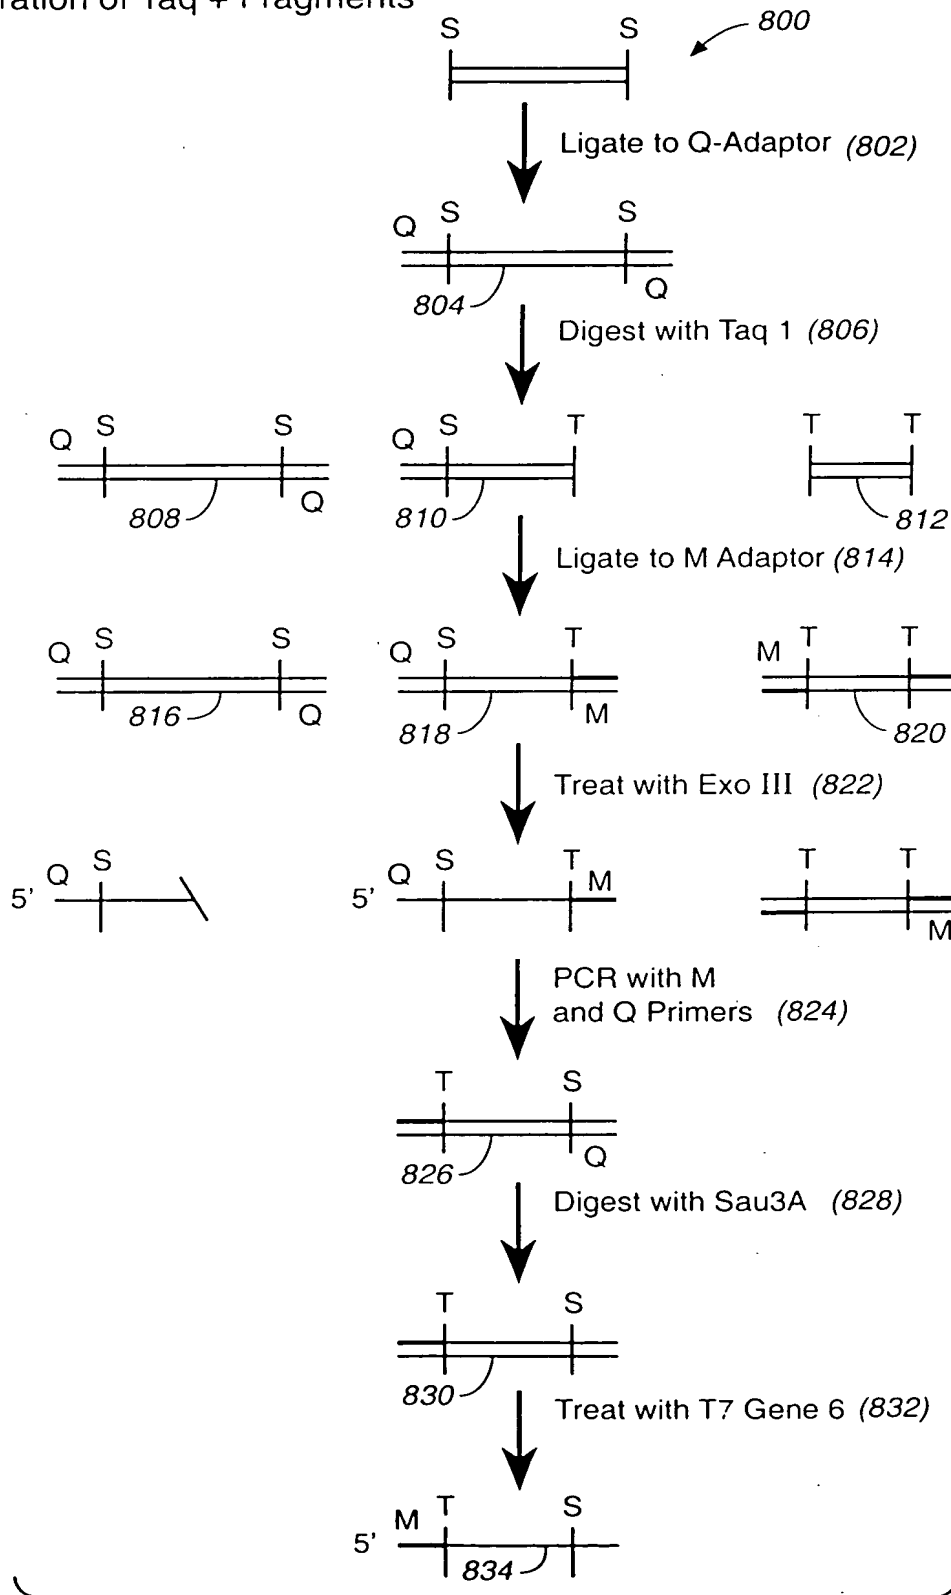 Taq + Fragments
S S 800
Ligate to Q-Adaptor (802)
Q S S
804 Q
Digest with Taq 1 (806)
Q S S Q S T T T
808 Q 810 812
Ligate to M Adaptor (814)
Q S S Q S T M T T
816 Q 818 M 820
Treat with Exo III (822)
5' Q S 5' Q S T M T T
M
PCR with M
and Q Primers (824)
T S
826 Q
Digest with Sau3A (828)
T S
830
Treat with T7 Gene 6 (832)
5' M T S
834